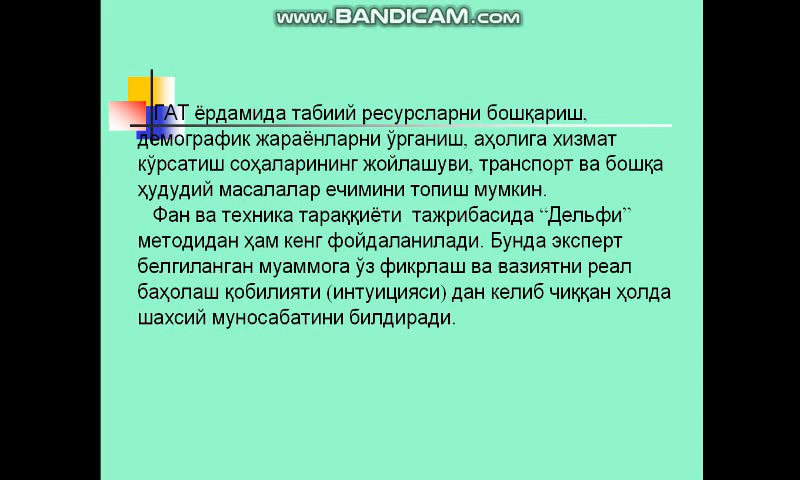 www.BANDICAM.com
ГАТ ёрдамида табиий ресурсларни бошқариш,
демографик жараёнларни ўрганиш, аҳолига хизмат
кўрсатиш соҳаларининг жойлашуви, транспорт ва бошқа
ҳудудий масалалар ечимини топиш мумкин.
Фан ва техника тараққиёти тажрибасида “Дельфи”
методидан ҳам кенг фойдаланилади. Бунда эксперт
белгиланган муаммога ўз фикрлаш ва вазиятни реал
баҳолаш қобилияти (интуицияси) дан келиб чиққан ҳолда
шахсий муносабатини билдиради.